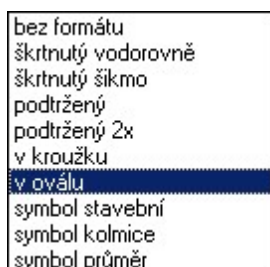 bez formátu
škrtnutý vodorovně
škrtnutý šikmo
podtržený
podtržený 2x
v kroužku
v oválu
symbol stavební
symbol kolmice
symbol průměr